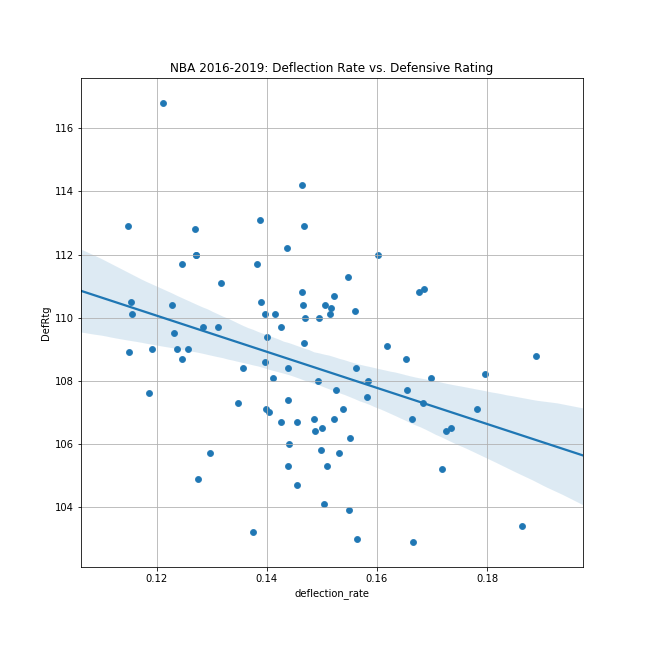 NBA 2016-2019: Deflection Rate vs. Defensive Rating
116
114
112
110
108
106
104
DefRtg
0.12 0.14 0.16 0.18
deflection_rate